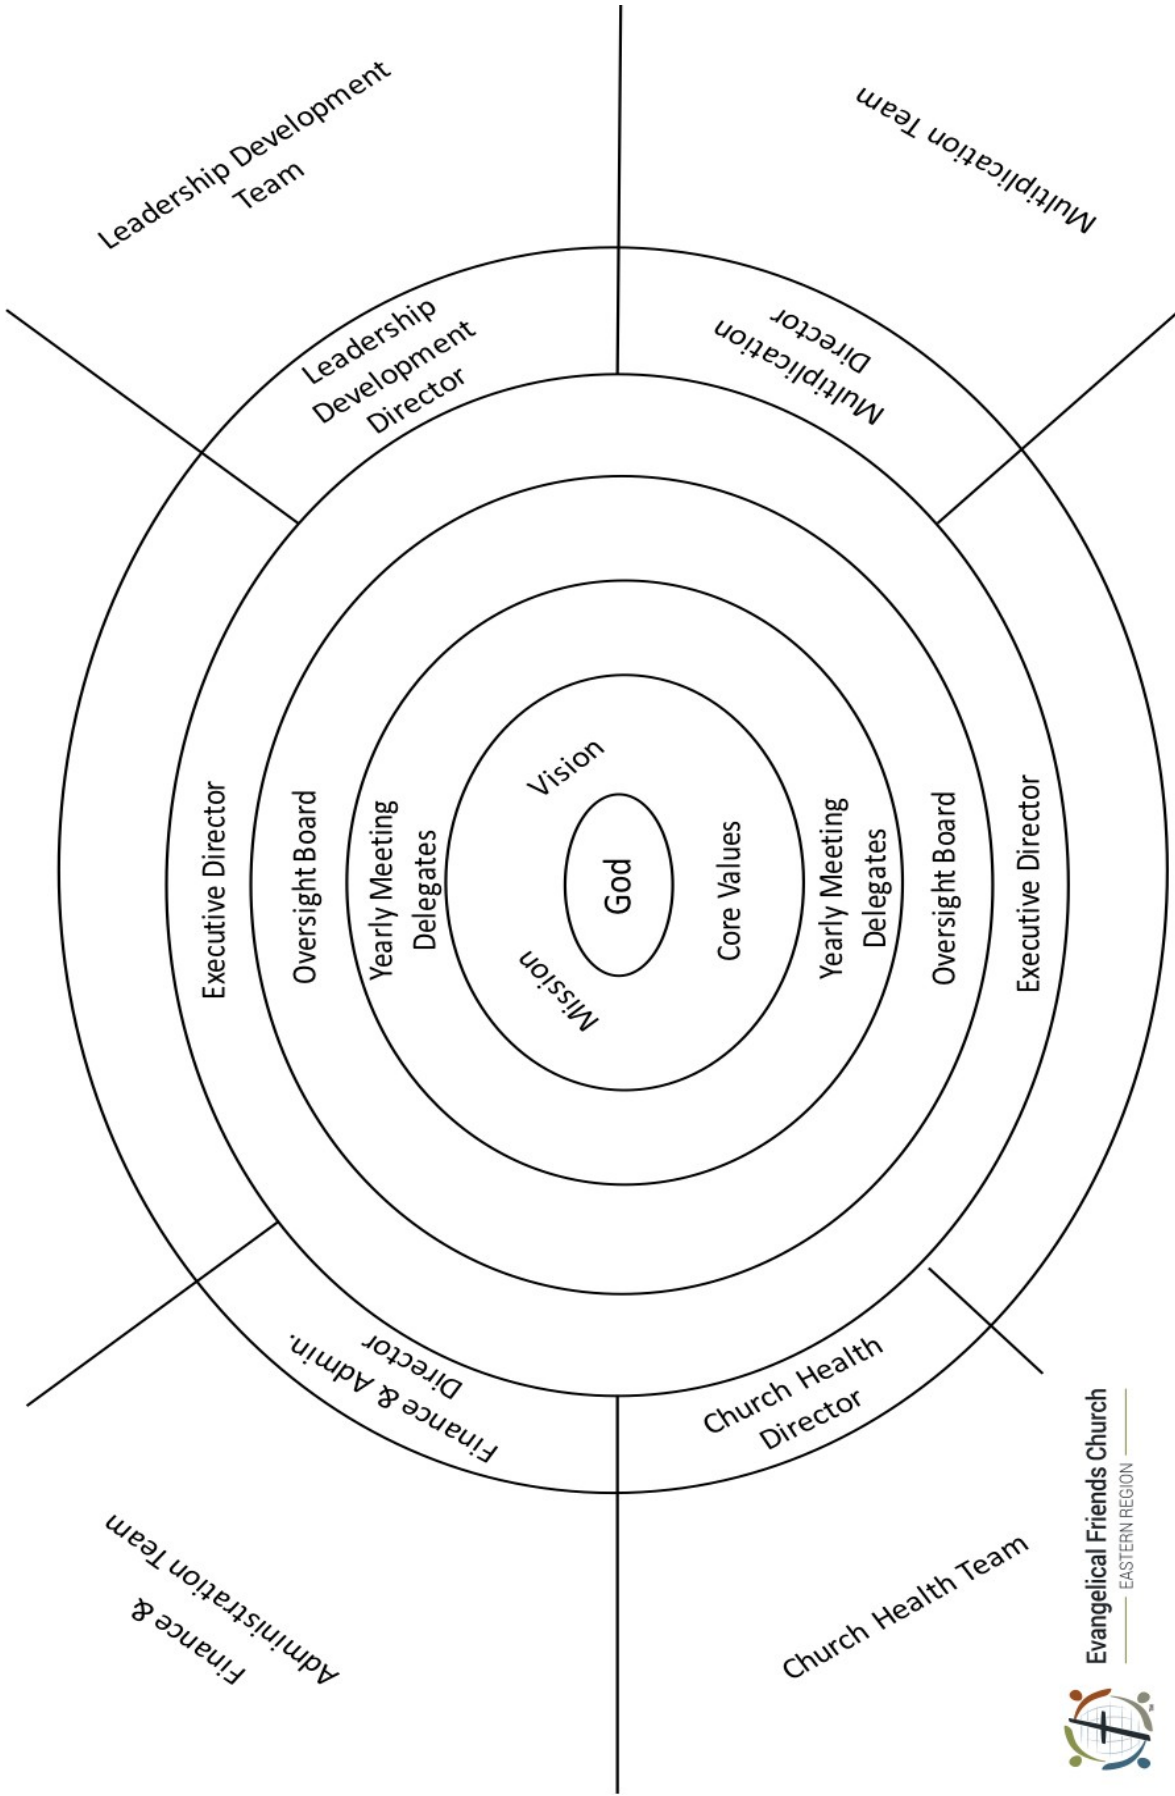 Finance &
Administration Team
Leadership Development
Team
Executive Director
Finance & Admin.
Director
Leadership
Development
Director
Oversight Board
Yearly Meeting
Delegates
Mission
Vision
God
Core Values
Yearly Meeting
Delegates
Oversight Board
Executive Director
Church Health
Director
Multiplication
Director
Church Health Team
Multiplication Team
Evangelical Friends Church
EASTERN REGION
TM